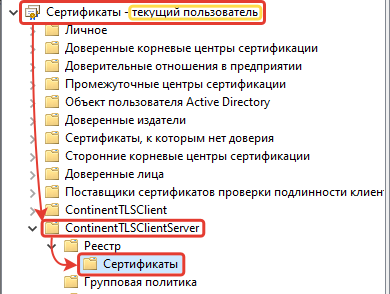 Сертификаты - текущий пользователь
Личное
Доверенные корневые центры сертификации
Доверительные отношения в предприятии
Промежуточные центры сертификации
Объект пользователя Active Directory
Доверенные издатели
Сертификаты, к которым нет доверия
Сторонние корневые центры сертификации
Доверенные лица
Поставщики сертификатов проверки подлинности клиент
ContinentTLSClient
ContinentTLSClientServer
Реестр
Сертификаты
Групповая политика